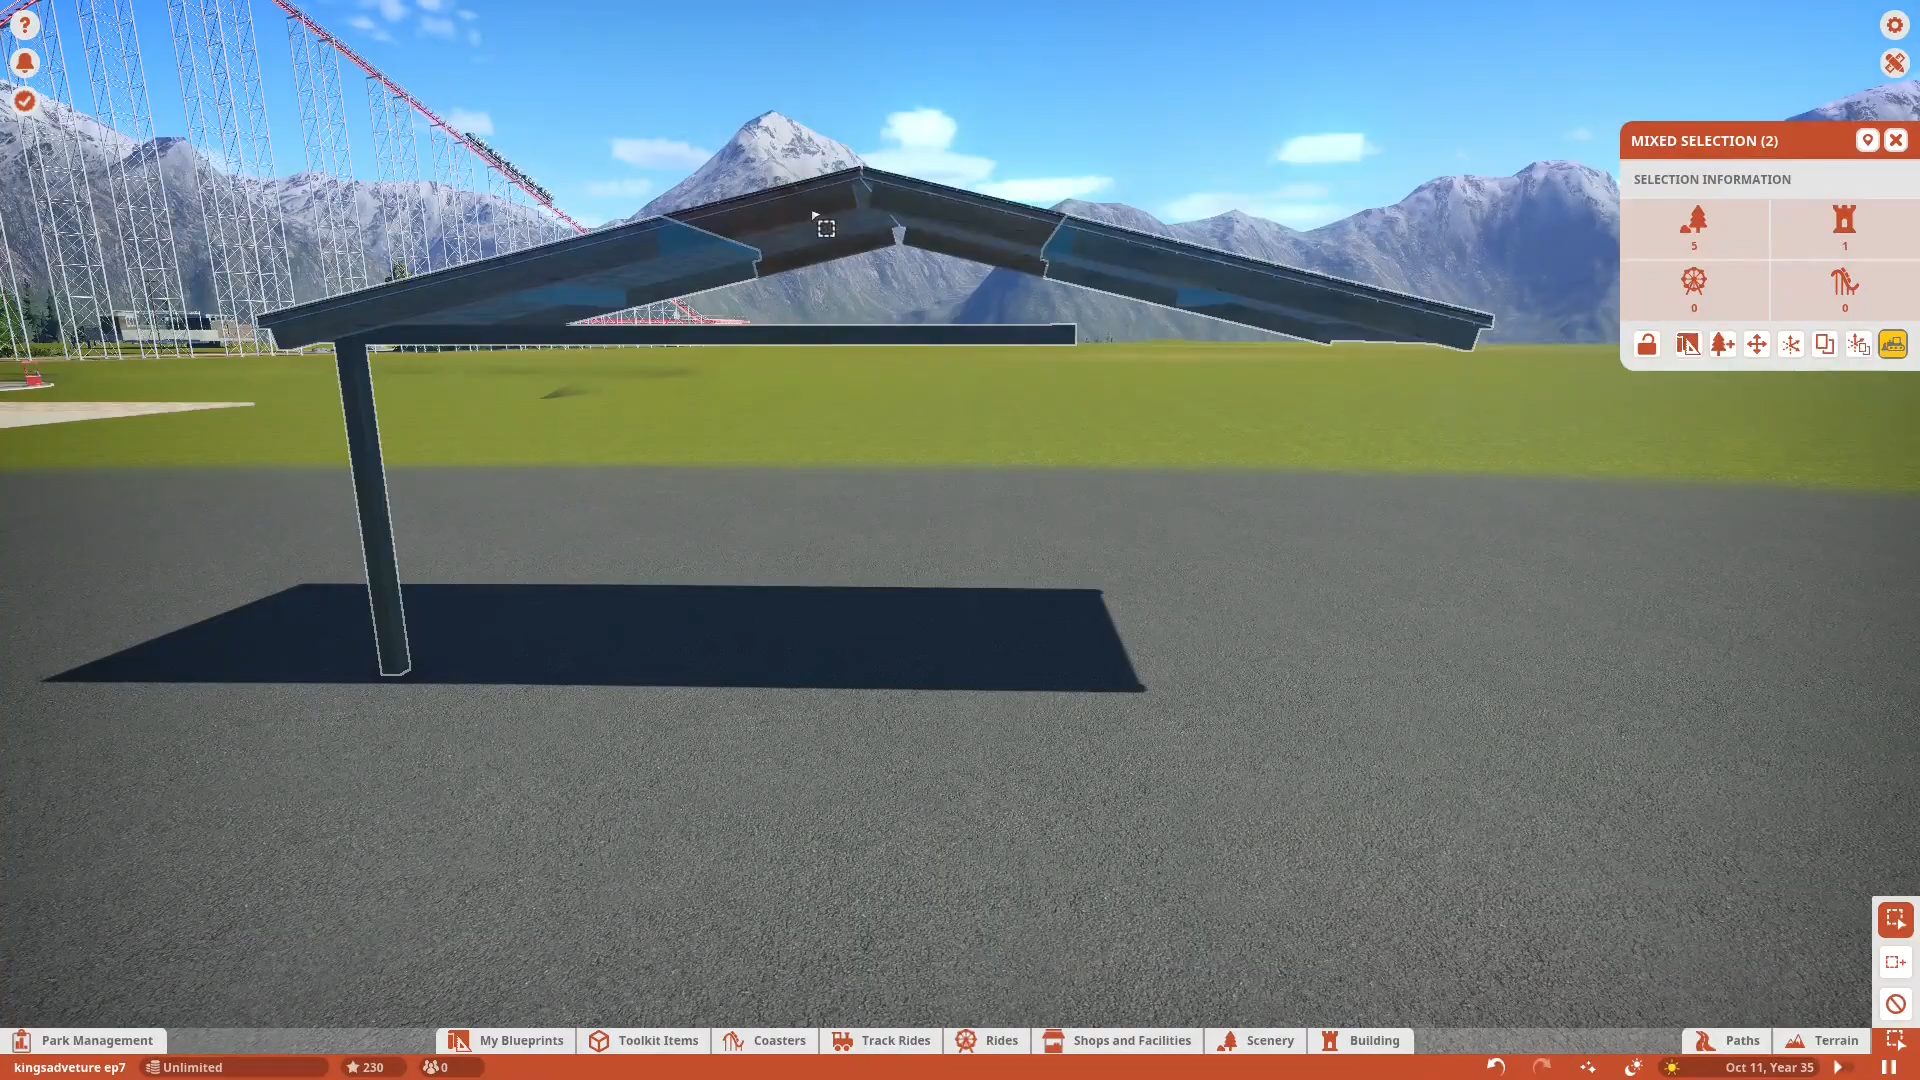 MIXED SELECTION (2)
SELECTION INFORMATION
5
1
0
0
Park Management
My Blueprints
Toolkit Items
Coasters
Track Rides
Rides
Shops and Facilities
Scenery
Building
Paths
Terrain
kingsadveture ep7
Unlimited
230
0
Oct 11, Year 35